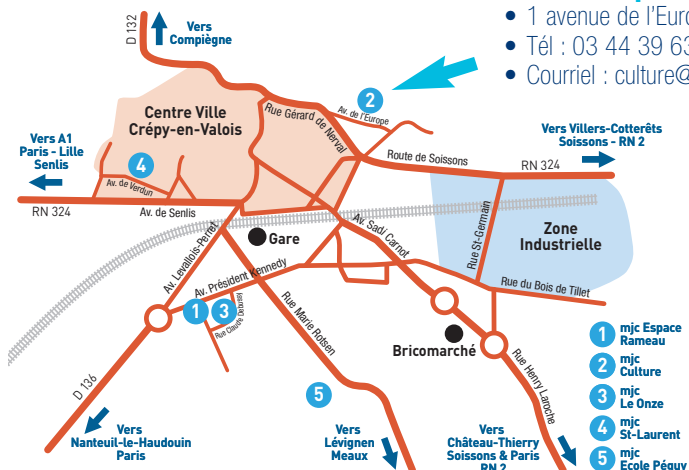 • 1 avenue de l'Euro
• Tél : 03 44 39 63
• Courriel : culture@
D 132
Vers
Compiègne
2
Av. de l'Europe
Rue Gérard de Nerval
Centre Ville
Crépy-en-Valois
Vers A1
Paris - Lille
Senlis
4
Av. de Verdun
RN 324
Av. de Senlis
Vers Villers-Cotterêts
Soissons - RN 2
Route de Soissons
RN 324
Zone
Industrielle
Rue St-Germain
Gare
Av. Sadi Carnot
Av. Levallois-Perret
Av. Président Kennedy
Rue du Bois de Tillet
1
3
Rue Claude Debussy
Rue Marie Rotsen
Bricomarché
Rue Henry Laroche
D 136
5
Vers
Nanteuil-le-Haudouin
Paris
Vers
Lévignen
Meaux
Vers
Château-Thierry
Soissons & Paris
RN 2
1 mjc Espace
Rameau
2 mjc
Culture
3 mjc
Le Onze
4 mjc
St-Laurent
5 mjc
Ecole Péguy